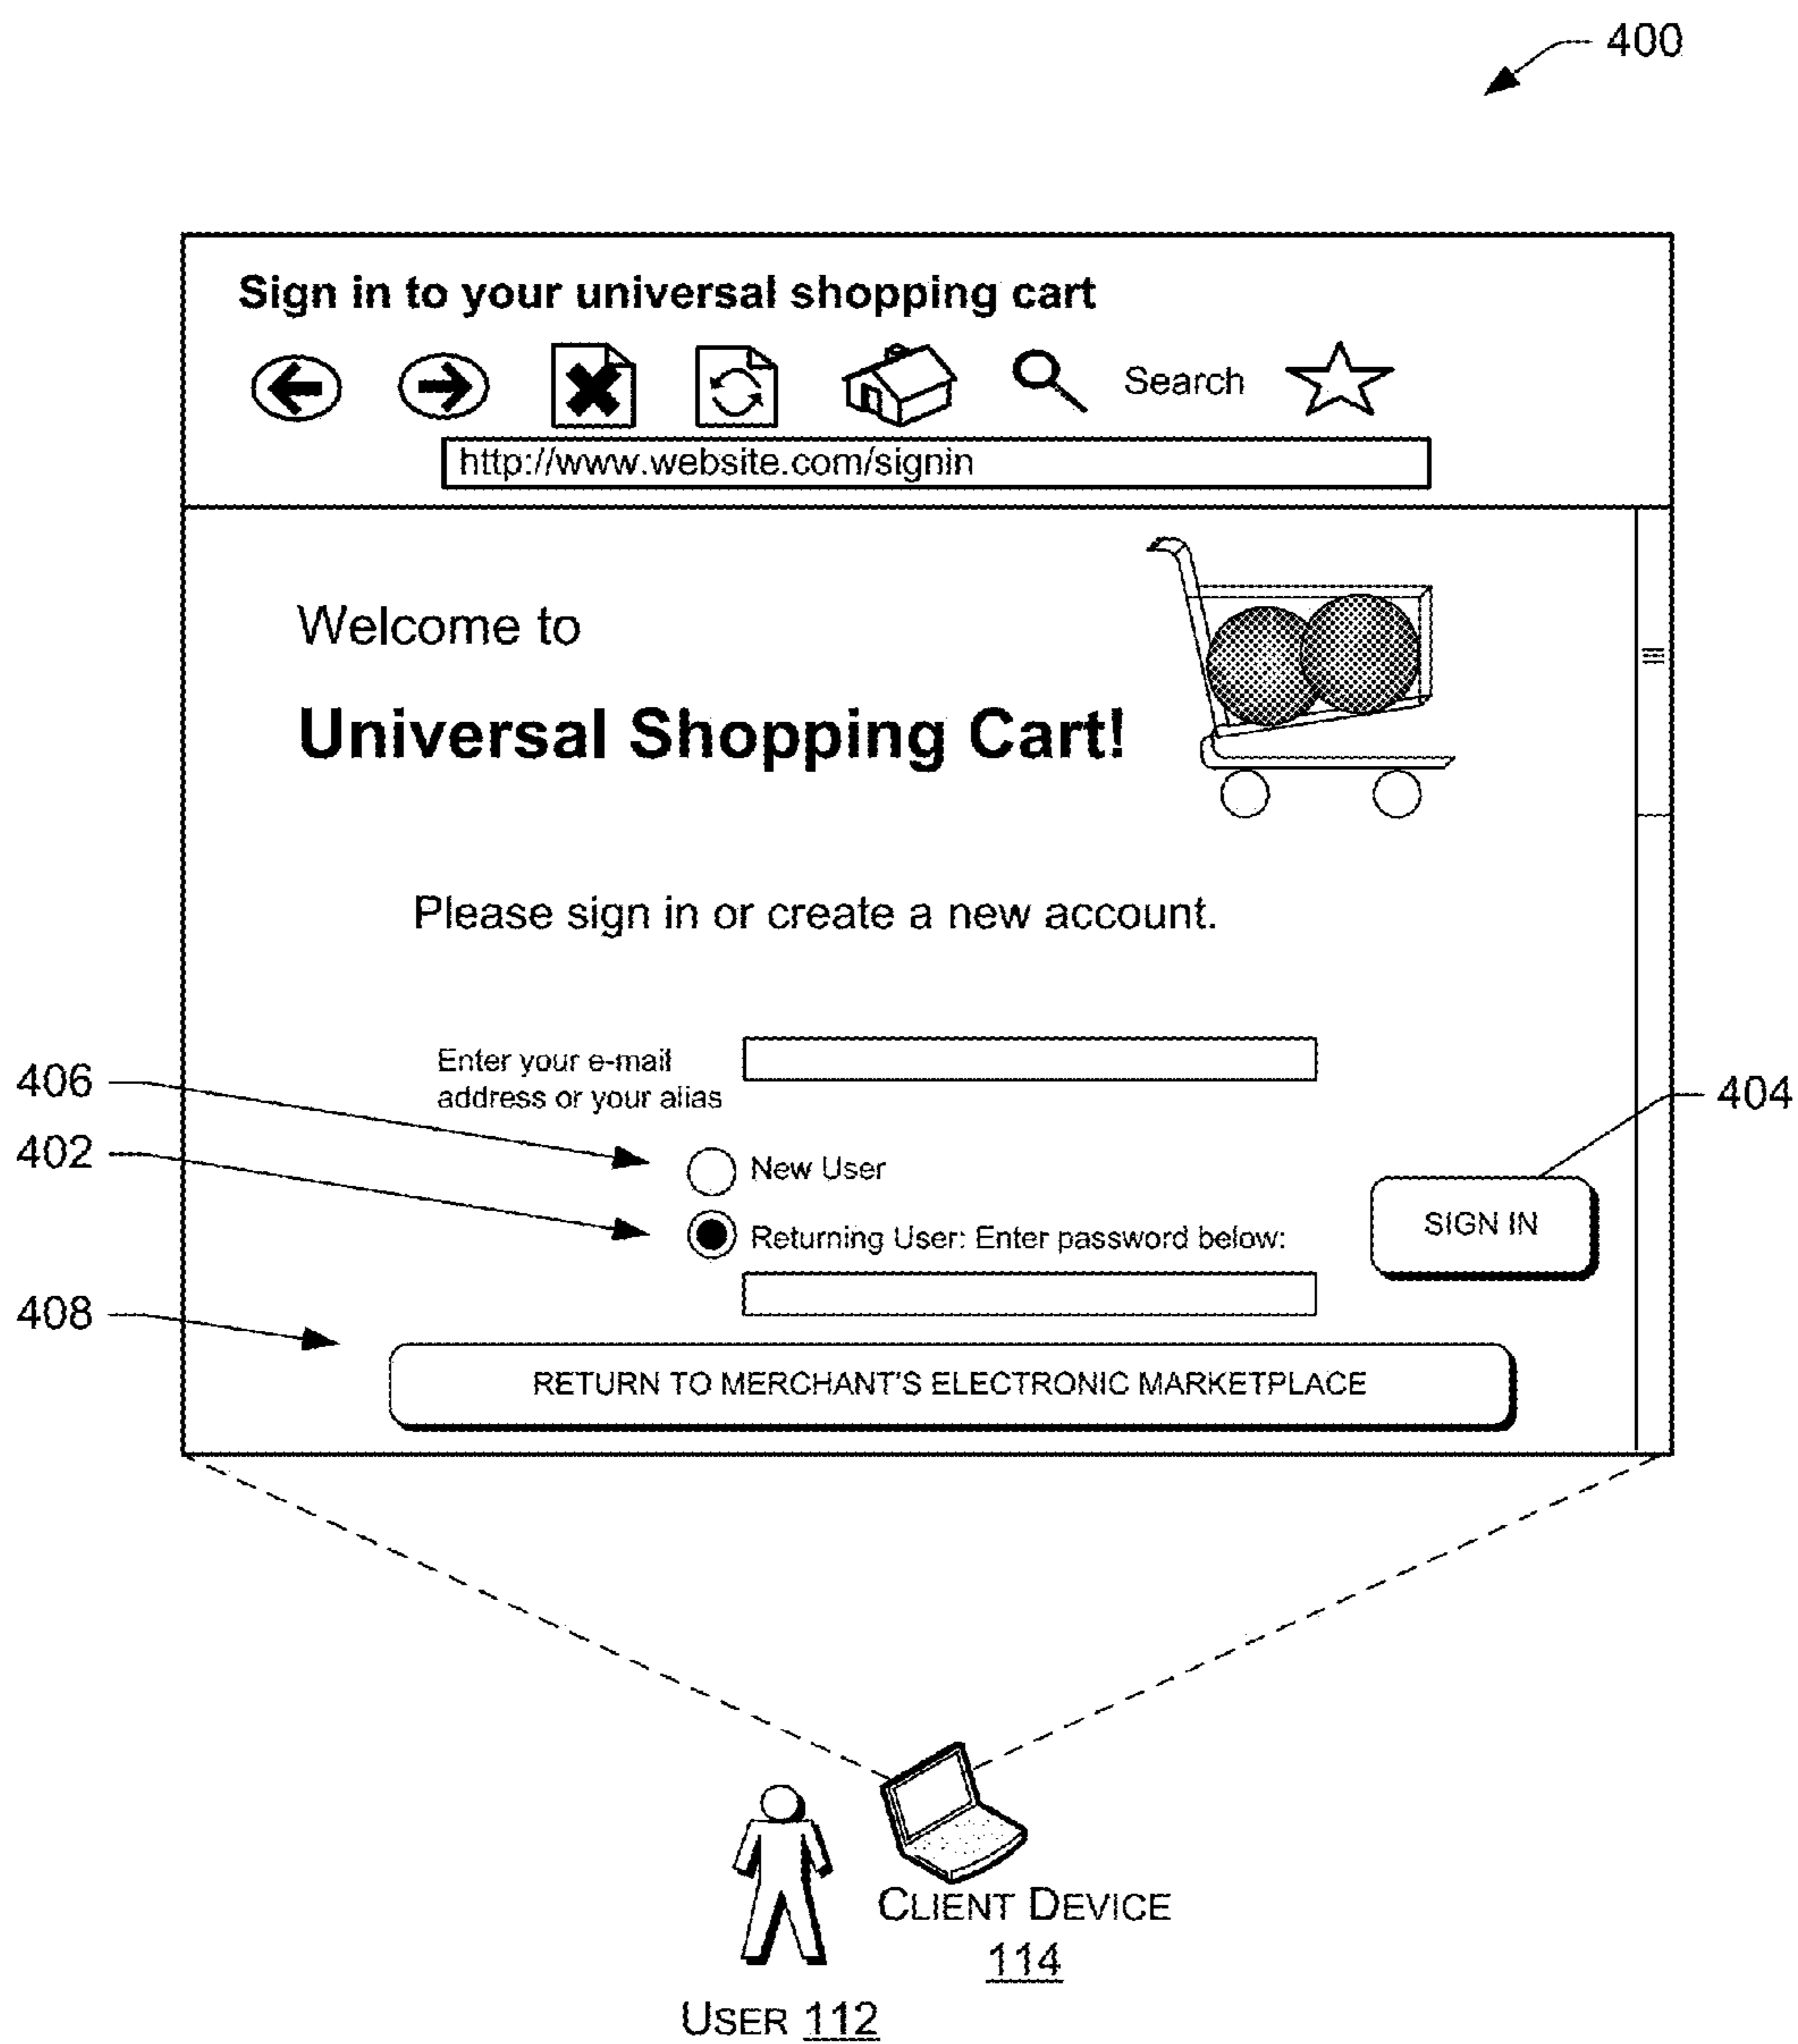 400
Sign in to your universal shopping cart
Search
http://www.website.com/signin
Welcome to
Universal Shopping Cart!
Please sign in or create a new account.
Enter your e-mail
address or your alias
406
404
402
New User
SIGN IN
Returning User: Enter password below:
408
RETURN TO MERCHANT'S ELECTRONIC MARKETPLACE
CLIENT DEVICE
114
USER 112